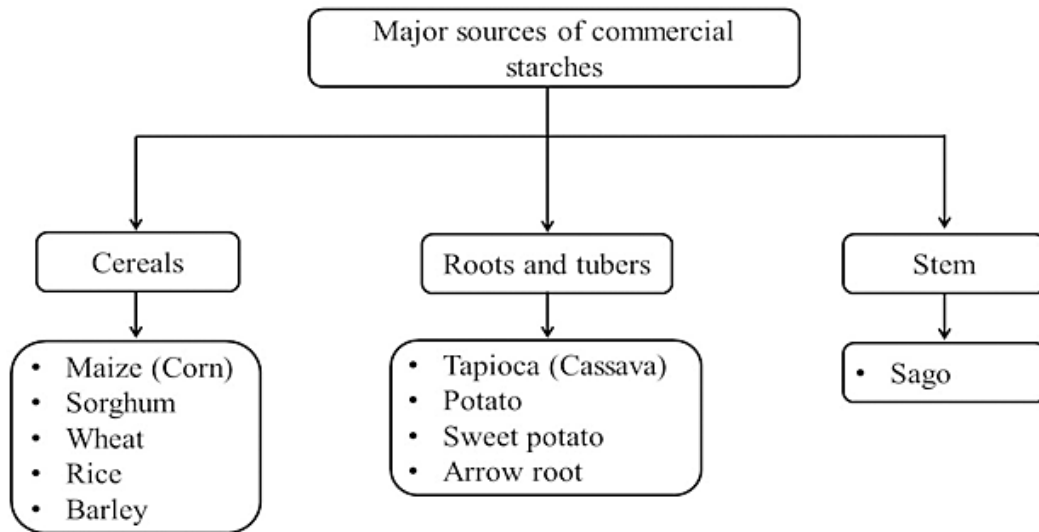 Major sources of commercial
starches
Cereals
Roots and tubers
Stem
• Maize (Corn)
• Sorghum
• Wheat
• Rice
• Barley
• Tapioca (Cassava)
• Potato
• Sweet potato
• Arrow root
• Sago